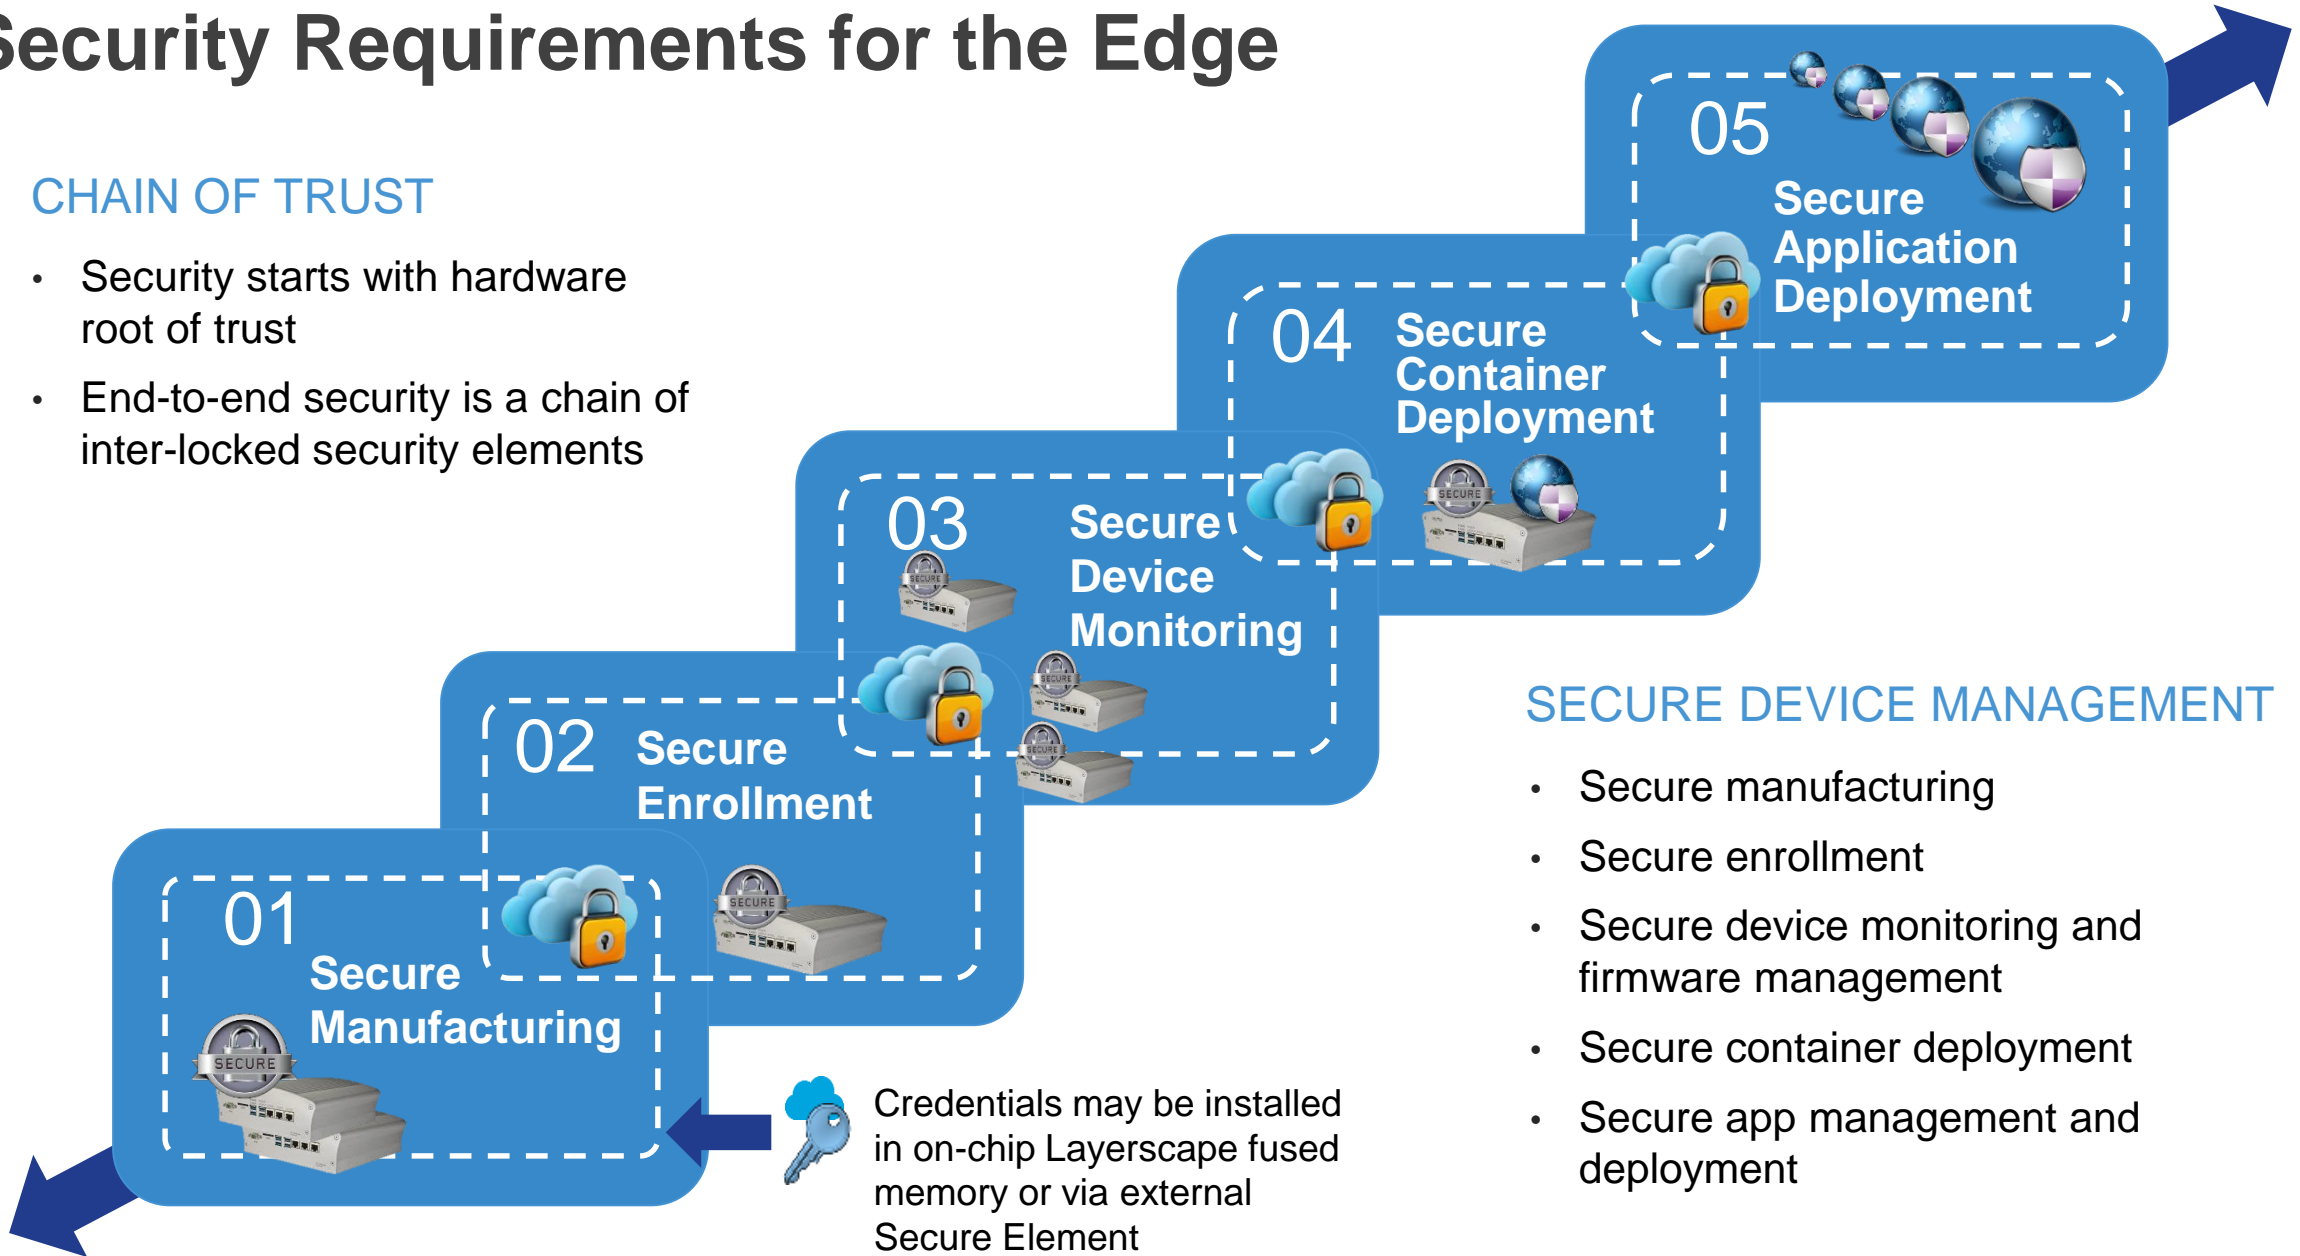 Security Requirements for the Edge
CHAIN OF TRUST
• Security starts with hardware
root of trust
• End-to-end security is a chain of
inter-locked security elements
05
Secure
Application
Deployment
04
Secure
Container
Deployment
SECURE
03
Secure
Device
Monitoring
SECURE
SECURE
SECURE
02
Secure
Enrollment
SECURE
01
Secure
Manufacturing
SECURE
Credentials may be installed
in on-chip Layerscape fused
memory or via external
Secure Element
SECURE DEVICE MANAGEMENT
• Secure manufacturing
• Secure enrollment
• Secure device monitoring and
firmware management
• Secure container deployment
• Secure app management and
deployment